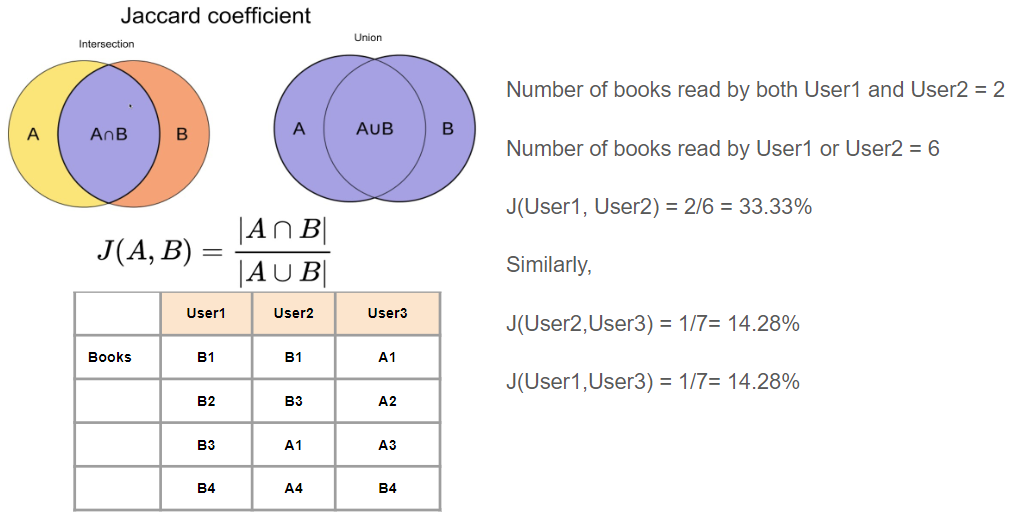 Jaccard coefficient
Intersection
Union
A
A∩B
B
A
A∪B
B
J(A, B) = |A ∩ B| / |A ∪ B|
User1 User2 User3
Books B1 B1 A1
B2 B3 A2
B3 A1 A3
B4 A4 B4
Number of books read by both User1 and User2 = 2
Number of books read by User1 or User2 = 6
J(User1, User2) = 2/6 = 33.33%
Similarly,
J(User2,User3) = 1/7= 14.28%
J(User1,User3) = 1/7= 14.28%